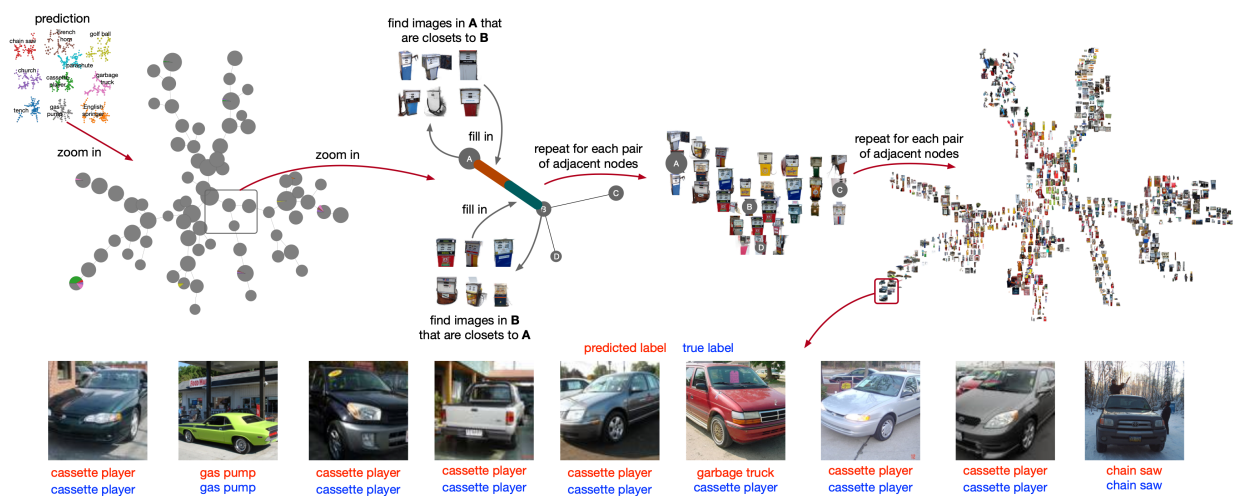 prediction
chain saw
French
horn
golf ball
parachute
church
cassette
player
garbage
truck
tench
gas
pump
English
springer
zoom in
zoom in
find images in A that
are closets to B
fill in
A
B
C
D
fill in
find images in B
that are closets to A
repeat for each pair
of adjacent nodes
A
B
C
D
repeat for each pair
of adjacent nodes
predicted label true label
cassette player gas pump cassette player cassette player cassette player garbage truck cassette player cassette player chain saw
cassette player gas pump cassette player cassette player cassette player cassette player cassette player cassette player chain saw